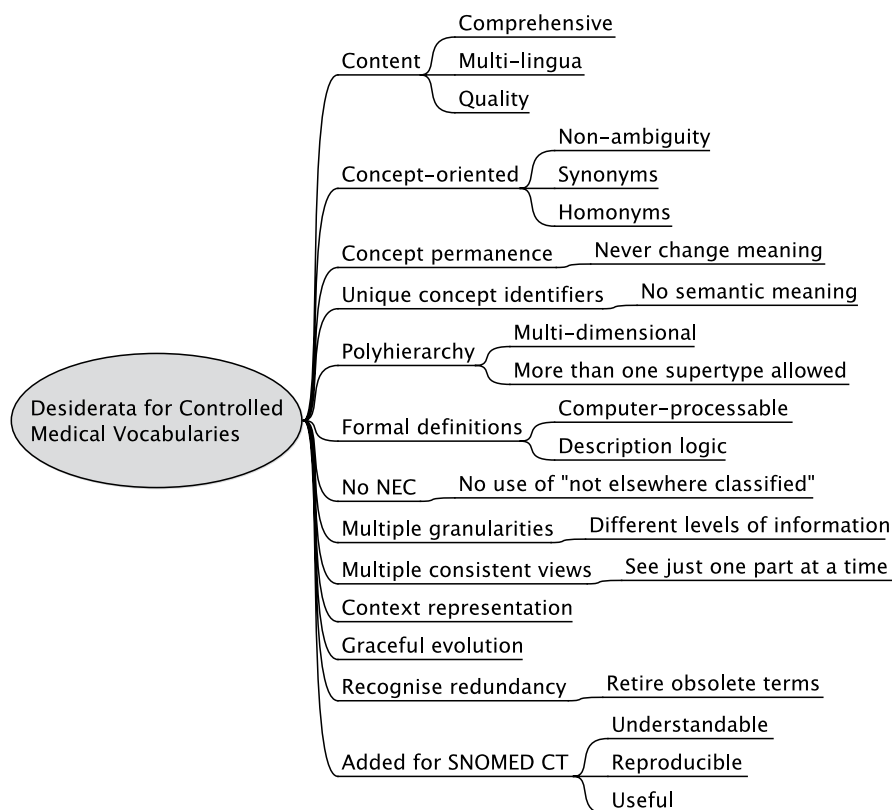 Desiderata for Controlled
Medical Vocabularies
Content
Comprehensive
Multi-lingua
Quality
Concept-oriented
Non-ambiguity
Synonyms
Homonyms
Concept permanence
Never change meaning
Unique concept identifiers
No semantic meaning
Polyhierarchy
Multi-dimensional
More than one supertype allowed
Formal definitions
Computer-processable
Description logic
No NEC
No use of "not elsewhere classified"
Multiple granularities
Different levels of information
Multiple consistent views
See just one part at a time
Context representation
Graceful evolution
Recognise redundancy
Retire obsolete terms
Added for SNOMED CT
Understandable
Reproducible
Useful